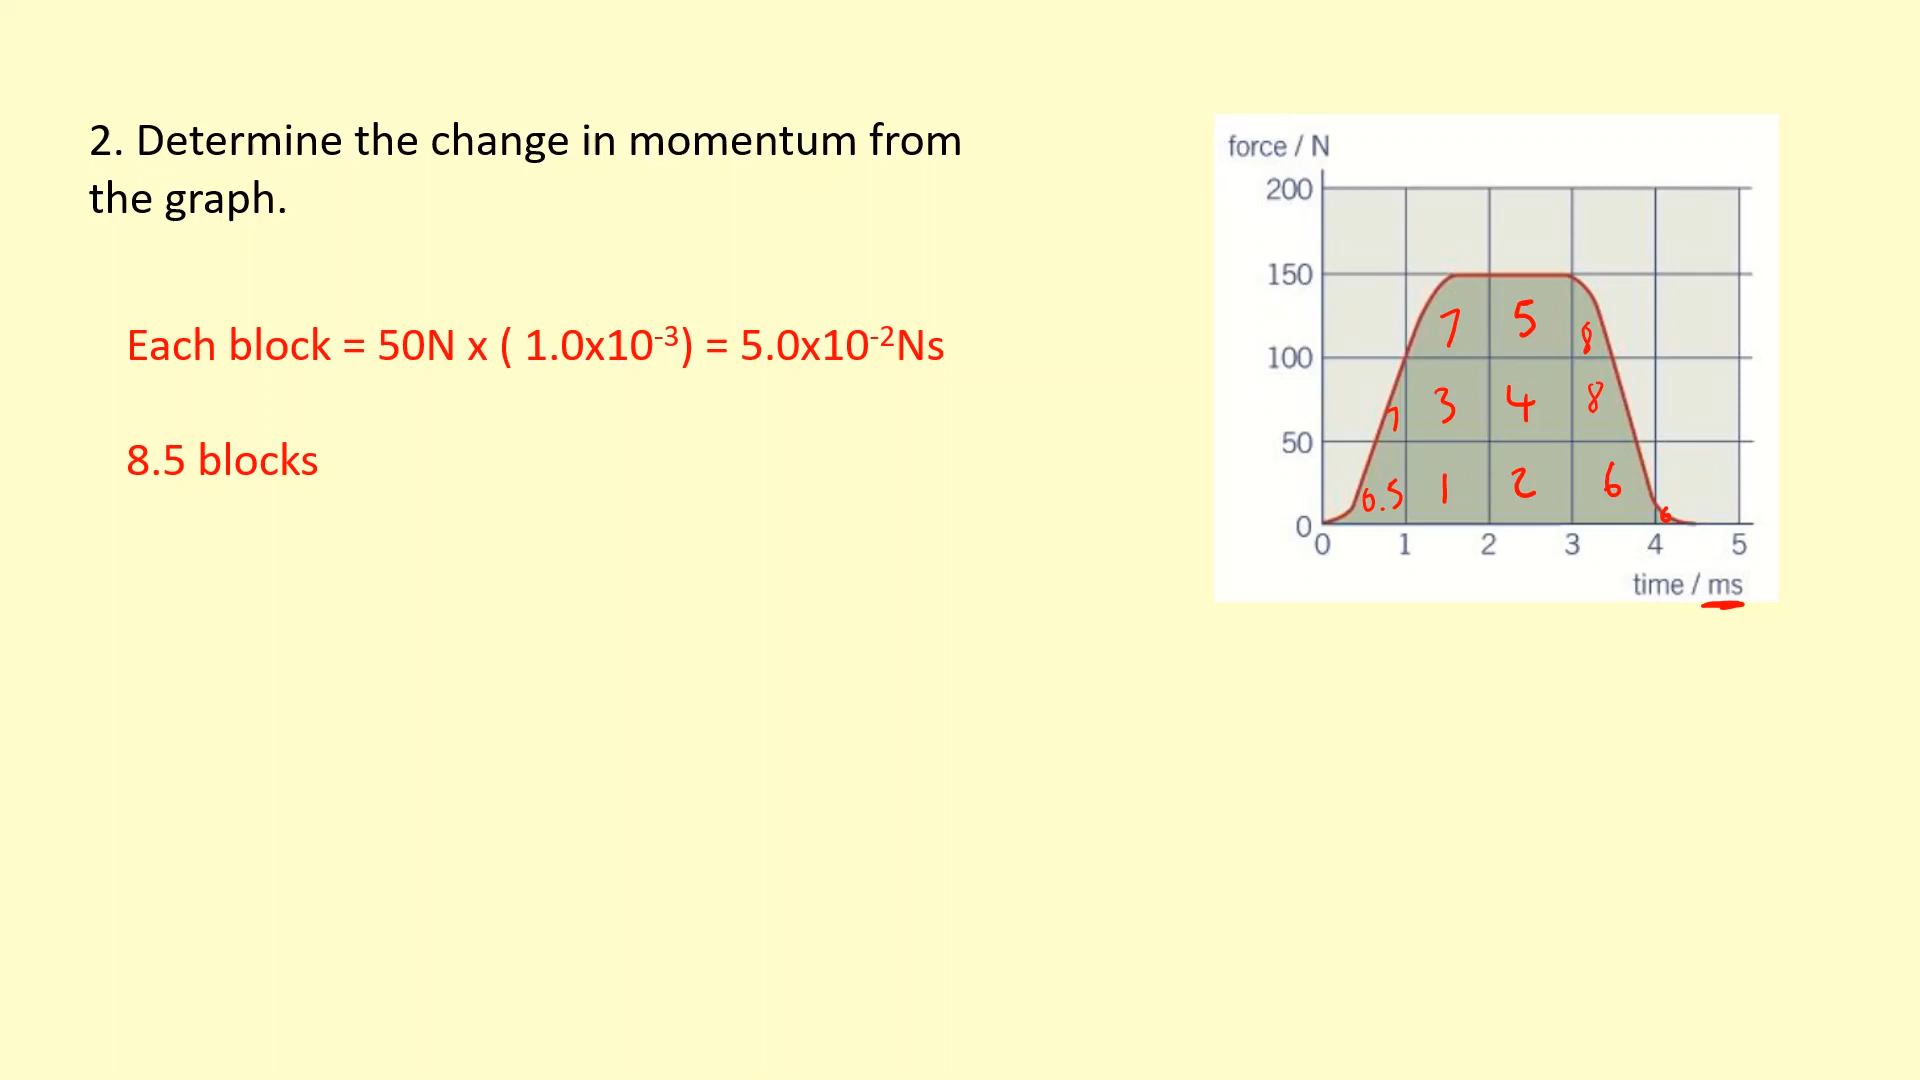 2. Determine the change in momentum from
the graph.
Each block = 50N x ( 1.0x10⁻³) = 5.0x10⁻²Ns
8.5 blocks
force / N
200
150
100
50
0
7 5 8
7 3 4 8
0.5 1 2 6
6
0 1 2 3 4 5
time / ms